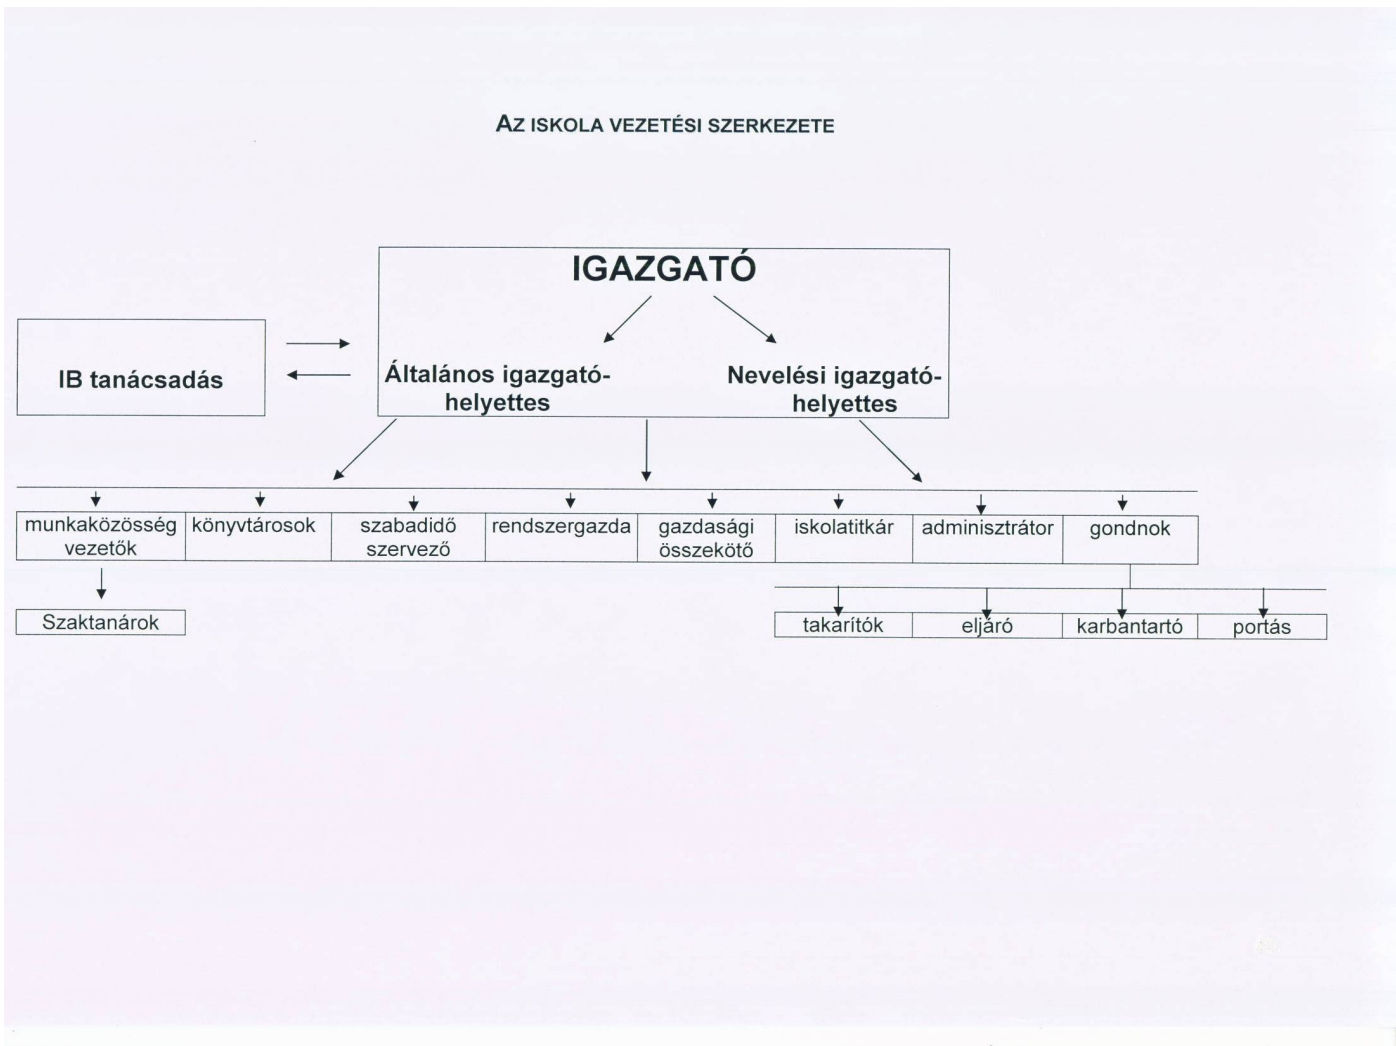 AZ ISKOLA VEZETÉSI SZERKEZETE
IGAZGATÓ
IB tanácsadás
Általános igazgató-
helyettes
Nevelési igazgató-
helyettes
munkaközösség
vezetők
könyvtárosok
szabadidő
szervező
rendszergazda
gazdasági
összekötő
iskolatitkár
adminisztrátor
gondnok
Szaktanárok
takarítók
eljáró
karbantartó
portás